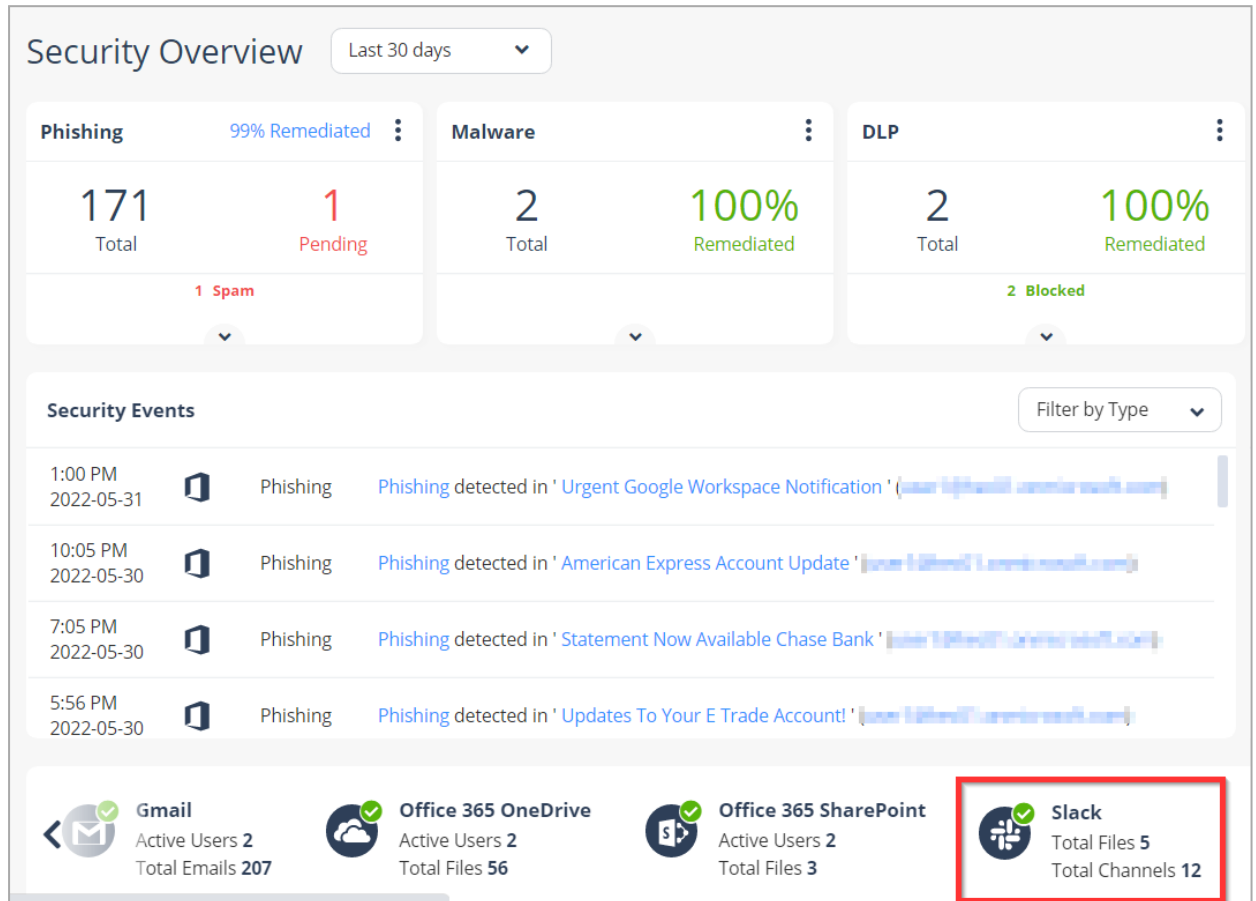 Security Overview
Last 30 days
Phishing
99% Remediated
171
Total
1
Pending
1 Spam
Malware
2
Total
100%
Remediated
DLP
2
Total
100%
Remediated
2 Blocked
Security Events
Filter by Type
1:00 PM
2022-05-31
Phishing
Phishing detected in ' Urgent Google Workspace Notification ' (
10:05 PM
2022-05-30
Phishing
Phishing detected in ' American Express Account Update '
7:05 PM
2022-05-30
Phishing
Phishing detected in ' Statement Now Available Chase Bank '
5:56 PM
2022-05-30
Phishing
Phishing detected in ' Updates To Your E Trade Account! '
Gmail
Active Users 2
Total Emails 207
Office 365 OneDrive
Active Users 2
Total Files 56
Office 365 SharePoint
Active Users 2
Total Files 3
Slack
Total Files 5
Total Channels 12